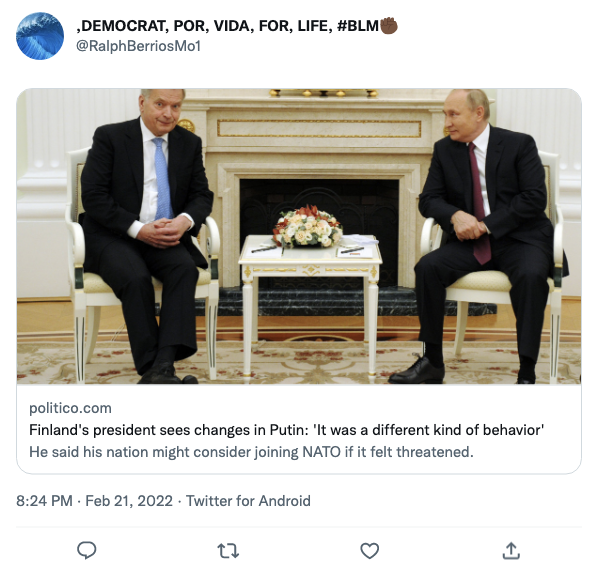 ,DEMOCRAT, POR, VIDA, FOR, LIFE, #BLM✊🏿
@RalphBerriosMo1
politico.com
Finland's president sees changes in Putin: 'It was a different kind of behavior'
He said his nation might consider joining NATO if it felt threatened.
8:24 PM · Feb 21, 2022 · Twitter for Android